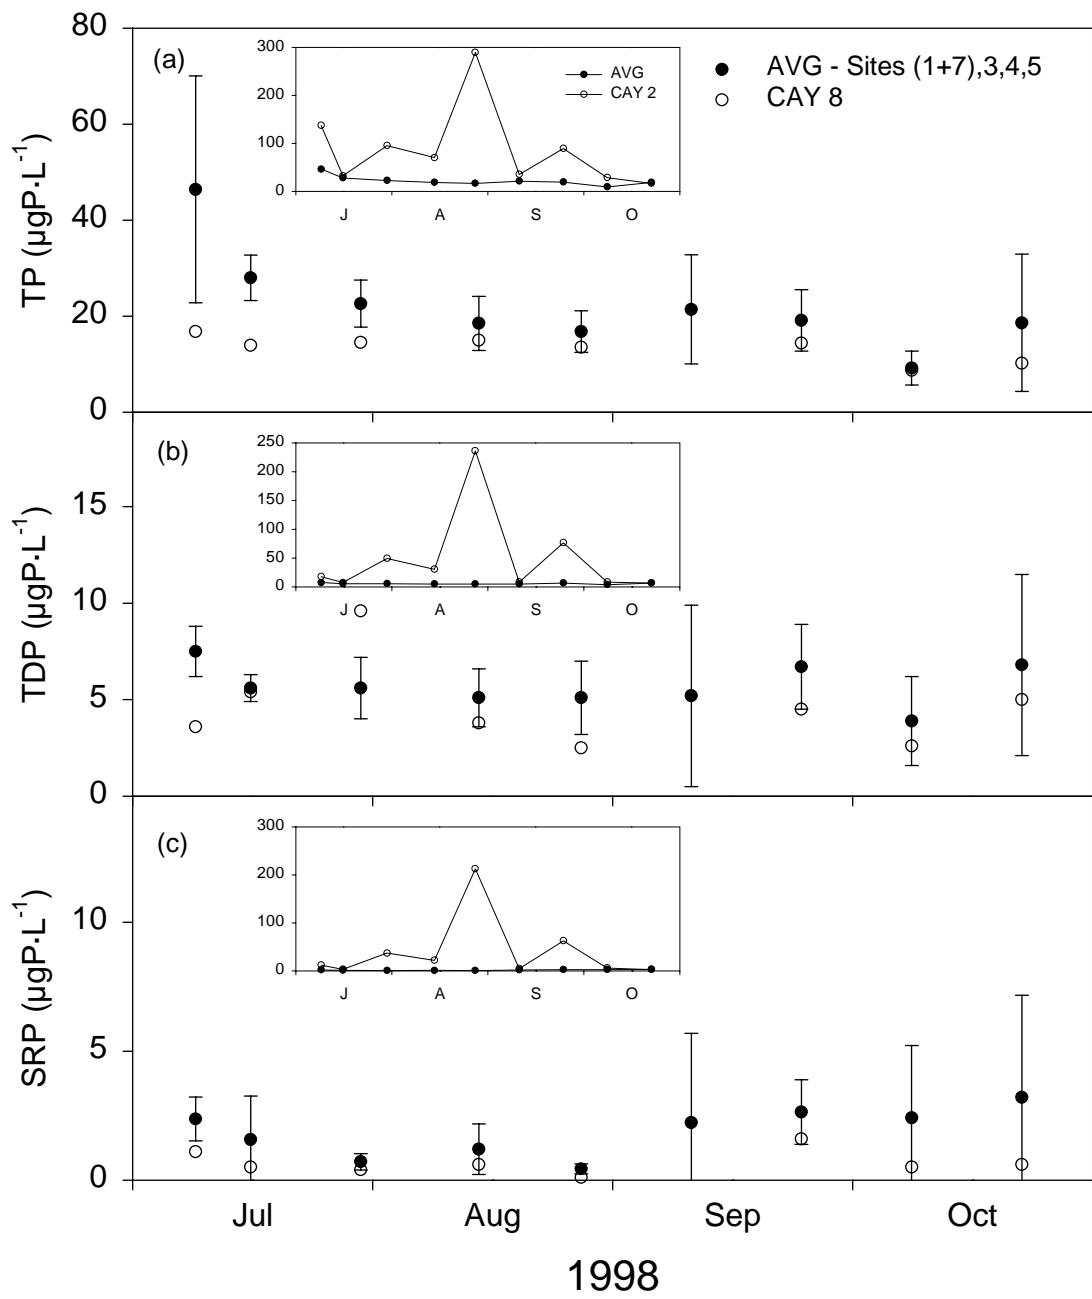 80
60
40
20
0
TP (µgP·L⁻¹)
(a)
300
200
100
0
AVG
CAY 2
J A S O
AVG - Sites (1+7),3,4,5
CAY 8
15
10
5
0
TDP (µgP·L⁻¹)
(b)
250
200
150
100
50
0
J A S O
10
5
0
SRP (µgP·L⁻¹)
(c)
300
200
100
0
J A S O
Jul Aug Sep Oct
1998